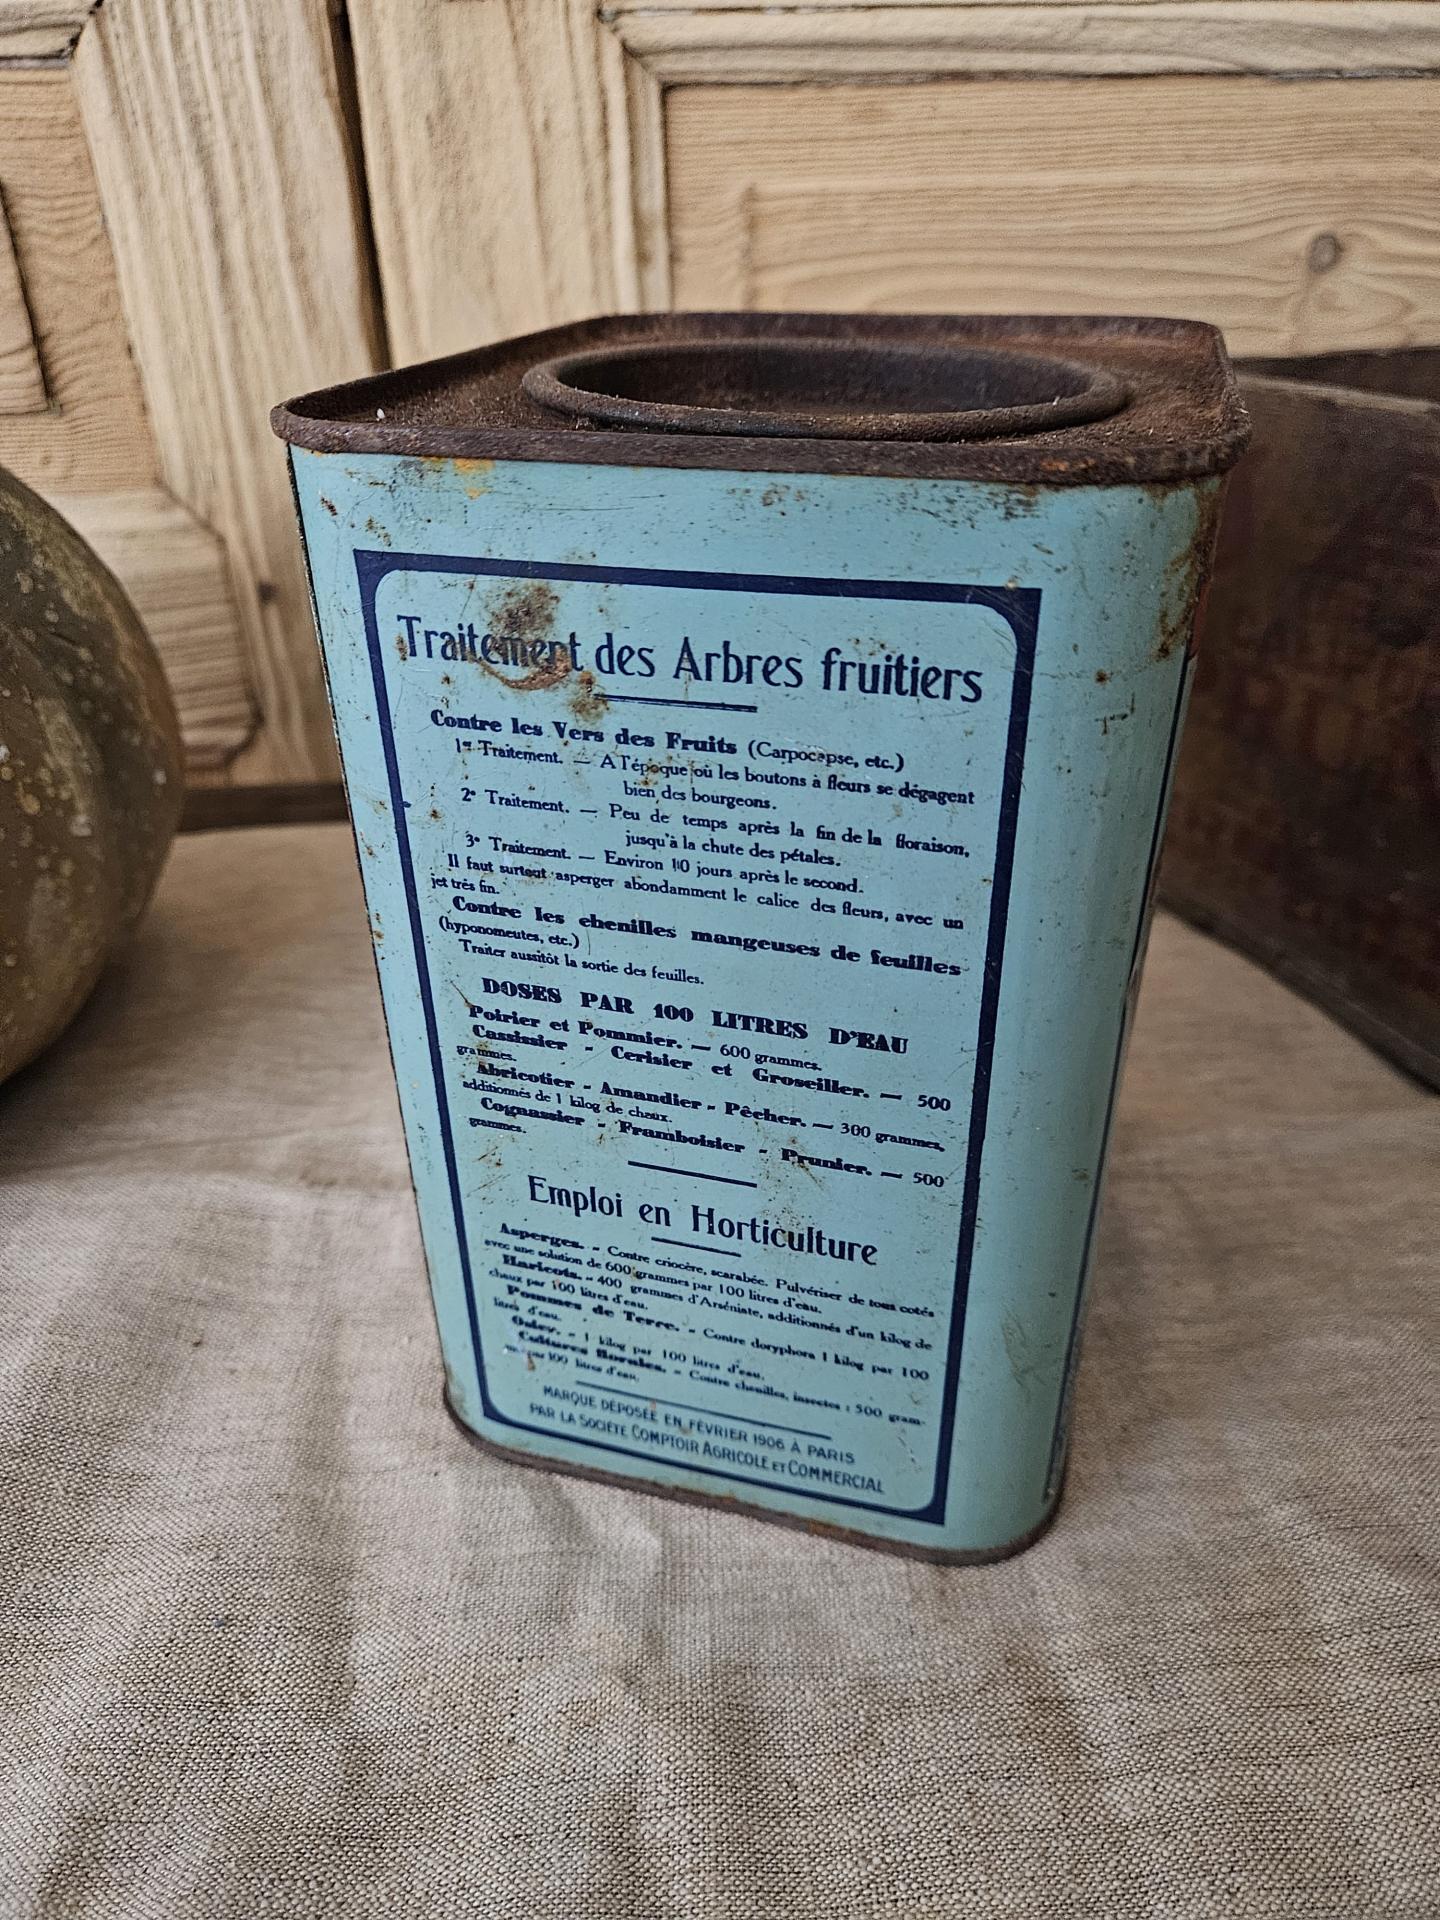 Traitement des Arbres fruitiers
Contre les Vers des Fruits (Carpocapse, etc.)
1er Traitement. — A l'époque où les boutons à fleurs se dégagent
bien des bourgeons.
2e Traitement. — Peu de temps après la fin de la floraison,
jusqu'à la chute des pétales.
3e Traitement. — Environ 10 jours après le second.
Il faut surtout asperger abondamment le calice des fleurs, avec un
jet très fin.
Contre les chenilles mangeuses de feuilles
(hyponomeutes, etc.)
Traiter aussitôt la sortie des feuilles.
DOSES PAR 100 LITRES D'EAU
Poirier et Pommier. — 600 grammes.
Cassissier - Cerisier et Groseiller. — 500
grammes.
Abricotier - Amandier - Pêcher. — 300 grammes,
additionnés de 1 kilog de chaux.
Cognassier - Framboisier - Prunier. — 500
grammes.
Emploi en Horticulture
Asperges. - Contre criocère, scarabée. Pulvériser de tous cotés
avec une solution de 600 grammes par 100 litres d'eau.
Haricots. - 400 grammes d'Arséniate, additionnés d'un kilog de
chaux par 100 litres d'eau.
Pommes de Terre. - Contre doryphora 1 kilog par 100
litres d'eau.
Osier. - 1 kilog par 100 litres d'eau.
Cultures florales. - Contre chenilles, insectes : 500 gram-
mes par 100 litres d'eau.
MARQUE DÉPOSÉE EN FÉVRIER 1906 À PARIS
PAR LA SOCIÉTÉ COMPTOIR AGRICOLE ET COMMERCIAL